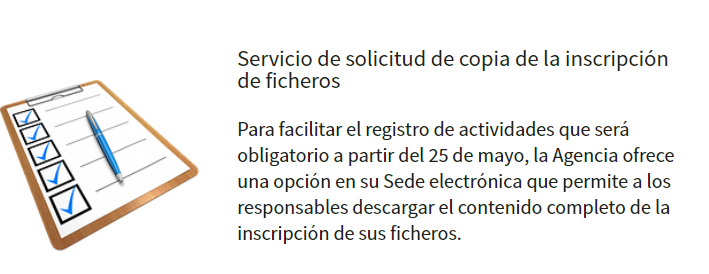 Servicio de solicitud de copia de la inscripción
de ficheros
Para facilitar el registro de actividades que será
obligatorio a partir del 25 de mayo, la Agencia ofrece
una opción en su Sede electrónica que permite a los
responsables descargar el contenido completo de la
inscripción de sus ficheros.